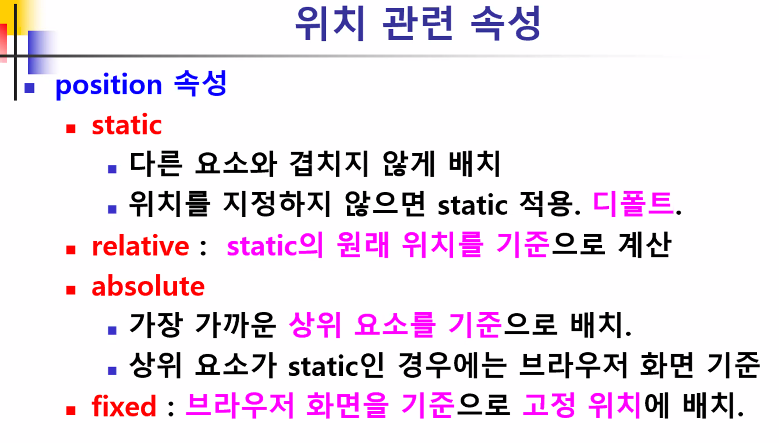 위치 관련 속성
position 속성
static
다른 요소와 겹치지 않게 배치
위치를 지정하지 않으면 static 적용. 디폴트.
relative : static의 원래 위치를 기준으로 계산
absolute
가장 가까운 상위 요소를 기준으로 배치.
상위 요소가 static인 경우에는 브라우저 화면 기준
fixed : 브라우저 화면을 기준으로 고정 위치에 배치.